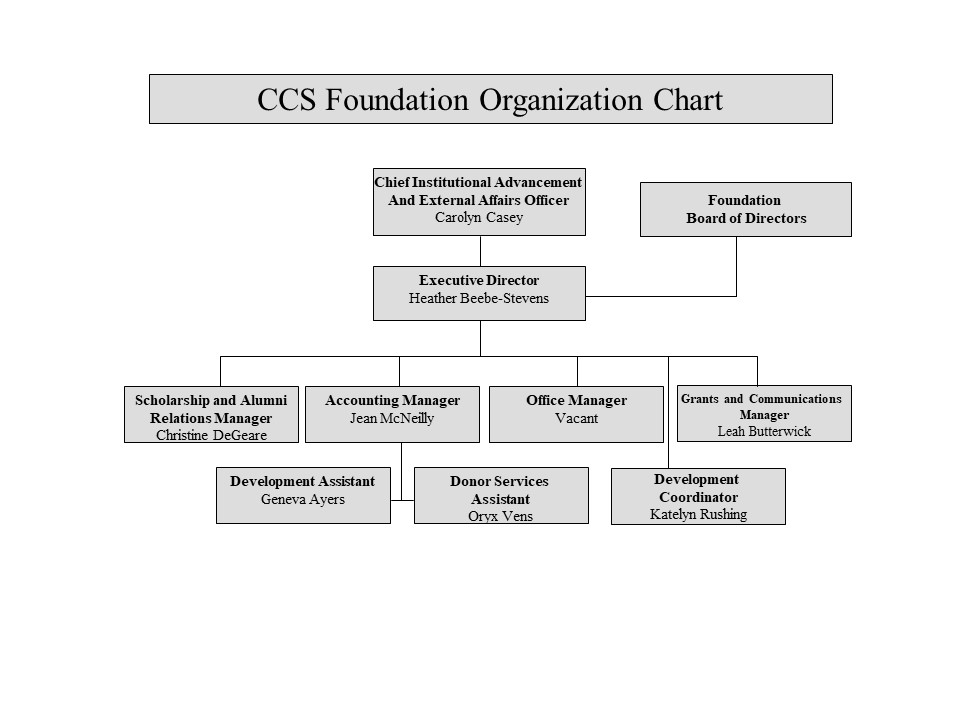 CCS Foundation Organization Chart
Chief Institutional Advancement
And External Affairs Officer
Carolyn Casey
Foundation
Board of Directors
Executive Director
Heather Beebe-Stevens
Scholarship and Alumni
Relations Manager
Christine DeGeare
Accounting Manager
Jean McNeilly
Office Manager
Vacant
Grants and Communications
Manager
Leah Butterwick
Development Assistant
Geneva Ayers
Donor Services
Assistant
Oryx Vens
Development
Coordinator
Katelyn Rushing